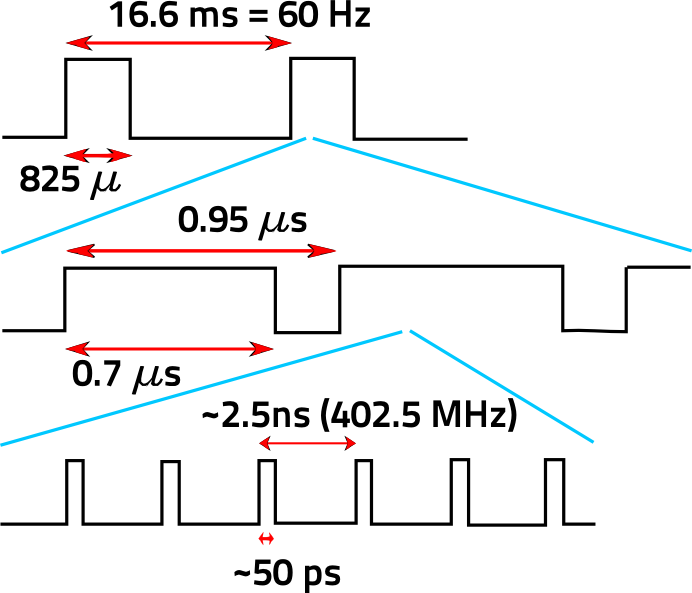 16.6 ms = 60 Hz
825 μ
0.95 μs
0.7 μs
~2.5ns (402.5 MHz)
~50 ps